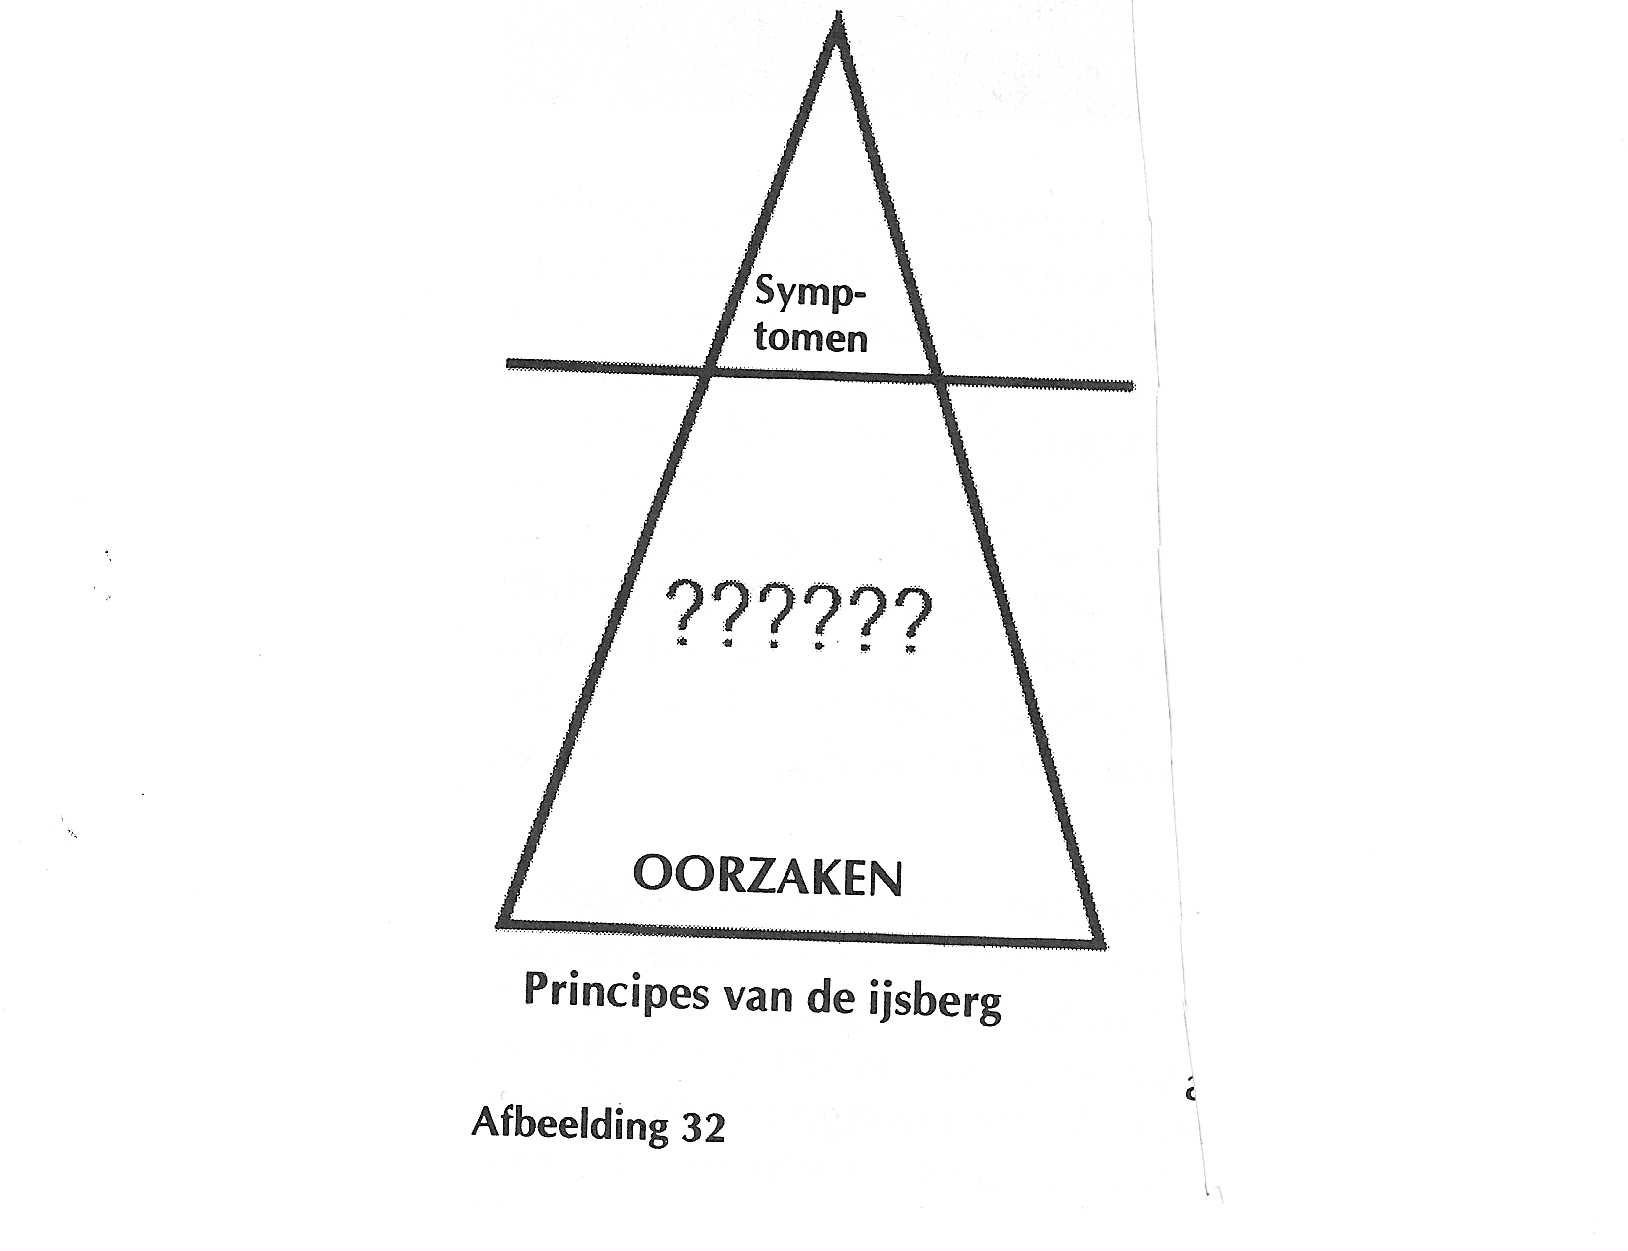 Symp-
tomen
??????
OORZAKEN
Principes van de ijsberg
Afbeelding 32